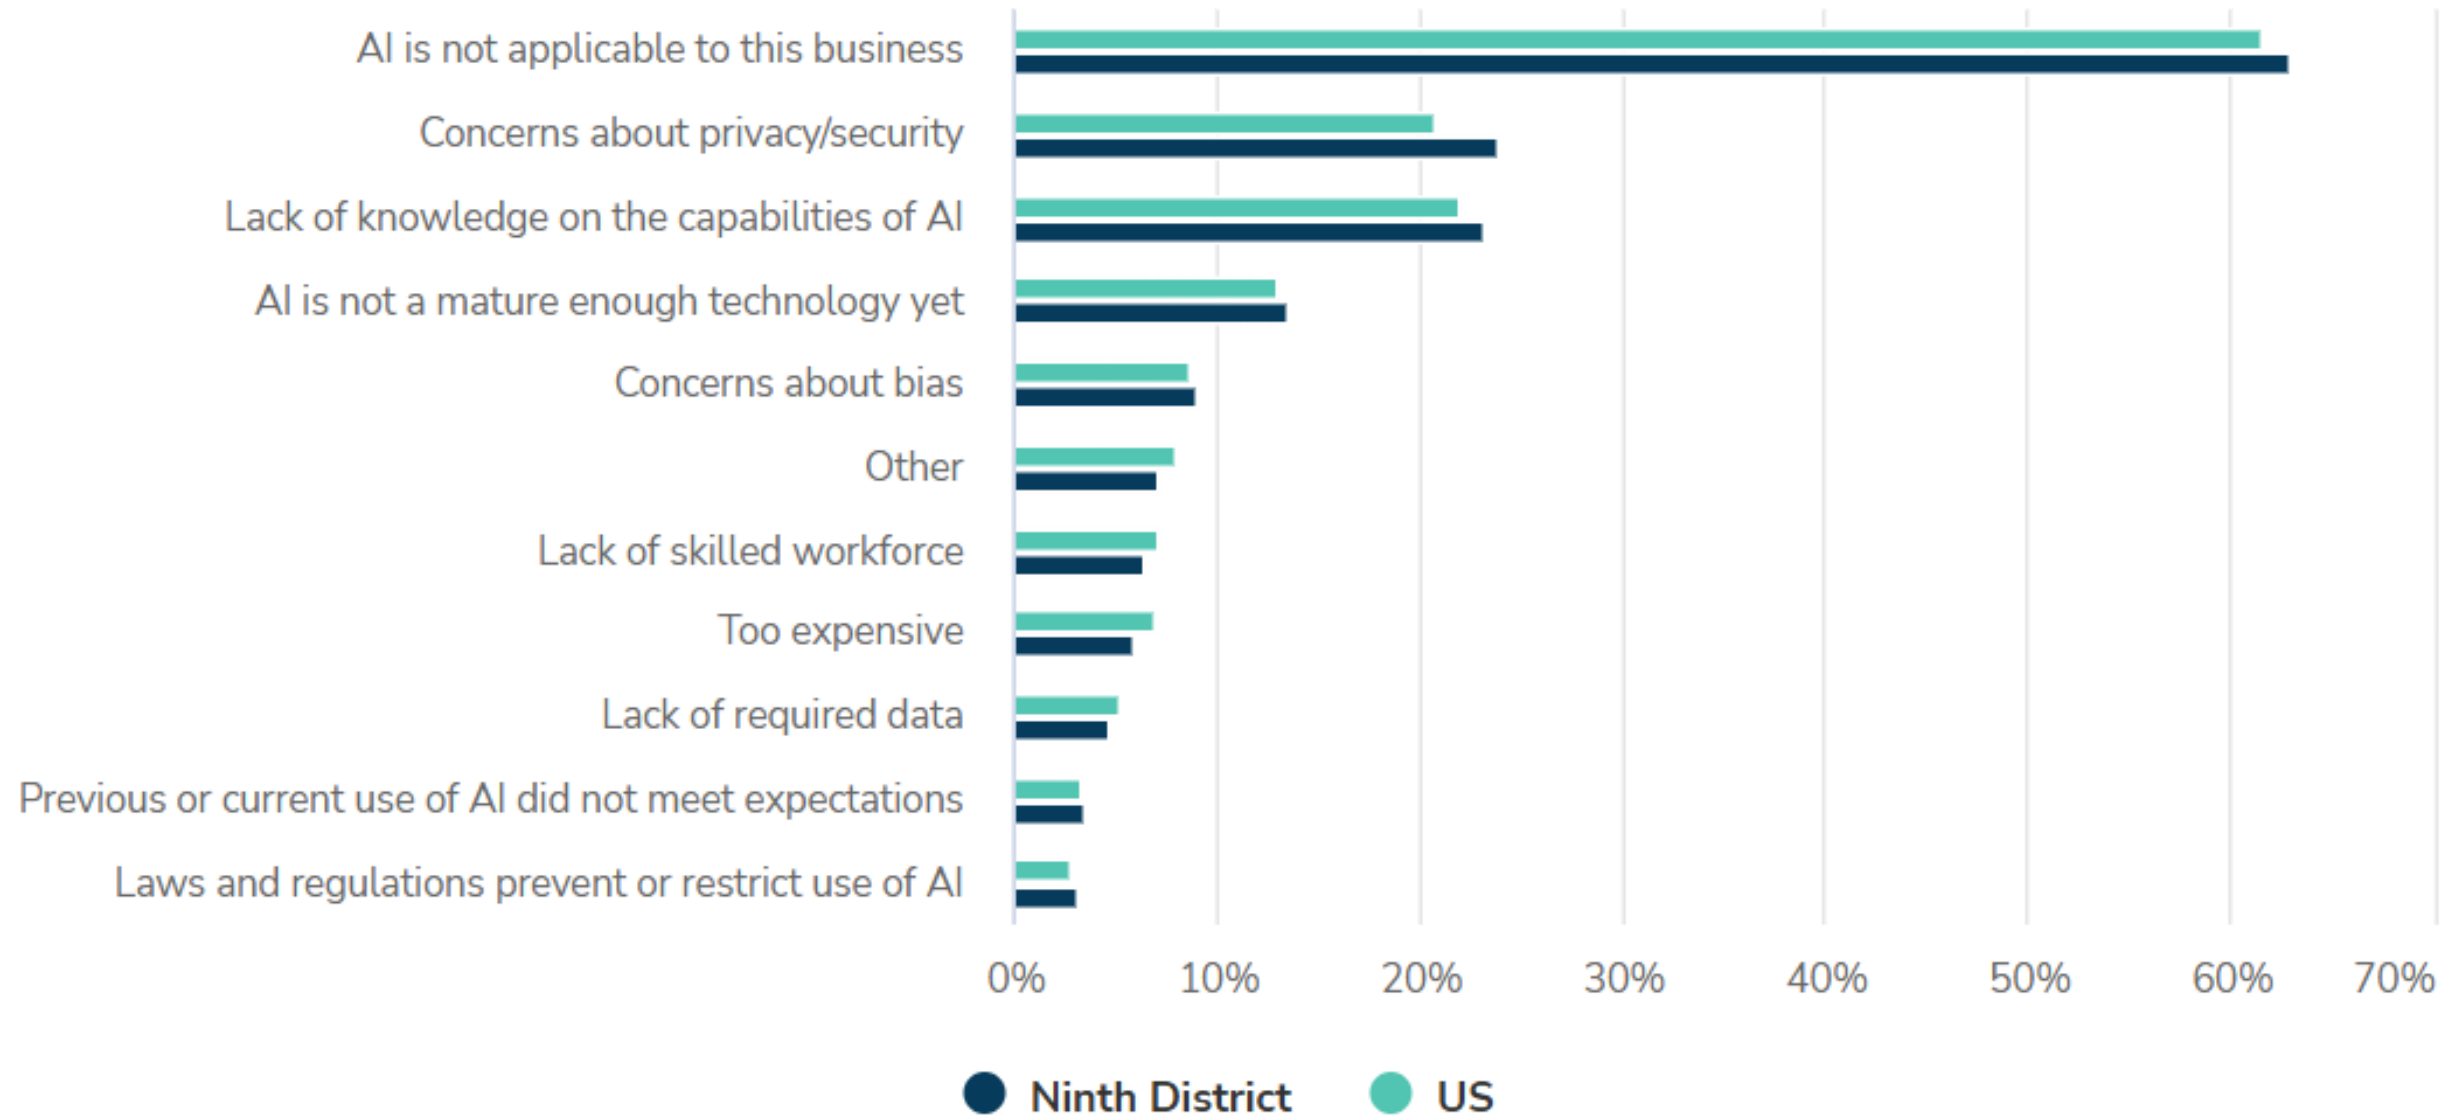 AI is not applicable to this business
Concerns about privacy/security
Lack of knowledge on the capabilities of AI
AI is not a mature enough technology yet
Concerns about bias
Other
Lack of skilled workforce
Too expensive
Lack of required data
Previous or current use of AI did not meet expectations
Laws and regulations prevent or restrict use of AI
0% 10% 20% 30% 40% 50% 60% 70%
Ninth District US